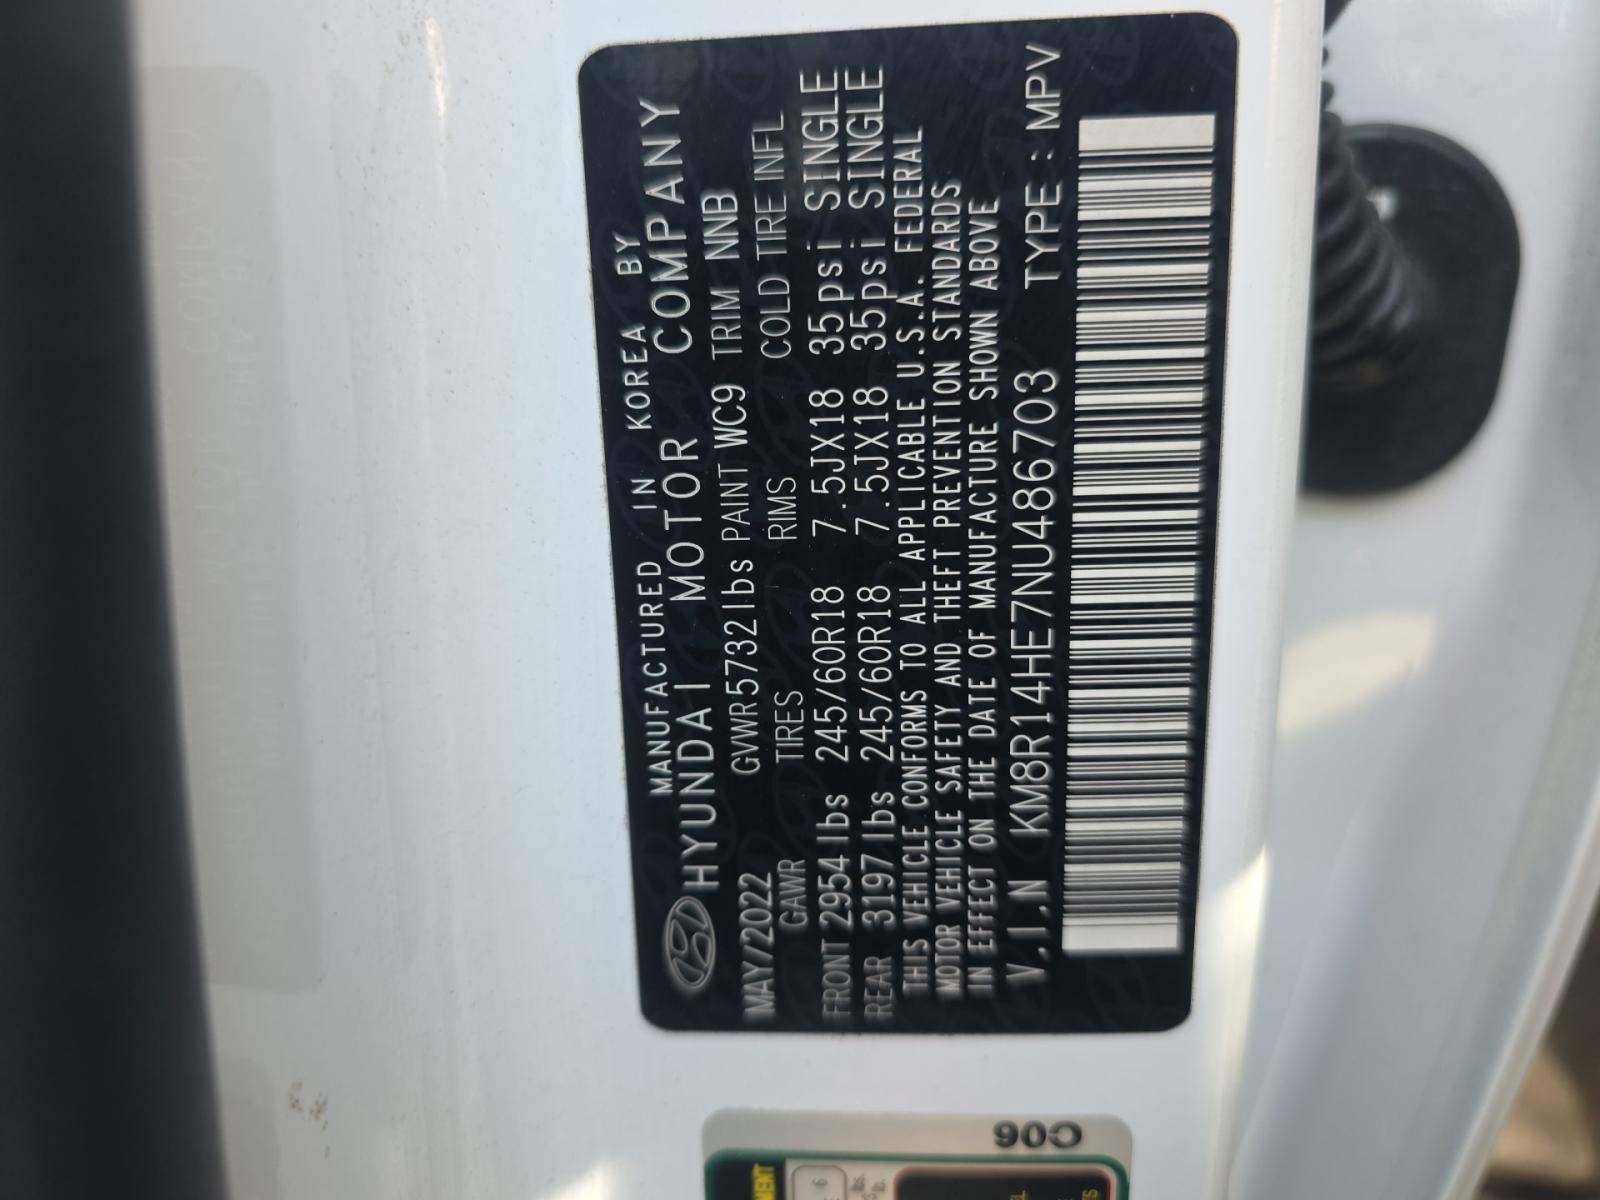 MANUFACTURED IN KOREA BY
HYUNDAI MOTOR COMPANY
MAY/2022 GVWR5732lbs PAINT WC9 TRIM NNB
GAWR TIRES RIMS COLD TIRE INFL
FRONT 2954lbs 245/60R18 7.5JX18 35psi SINGLE
REAR 3197lbs 245/60R18 7.5JX18 35psi SINGLE
THIS VEHICLE CONFORMS TO ALL APPLICABLE U.S.A. FEDERAL
MOTOR VEHICLE SAFETY AND THEFT PREVENTION STANDARDS
IN EFFECT ON THE DATE OF MANUFACTURE SHOWN ABOVE
V.I.N KM8R14HE7NU486703 TYPE : MPV
C06